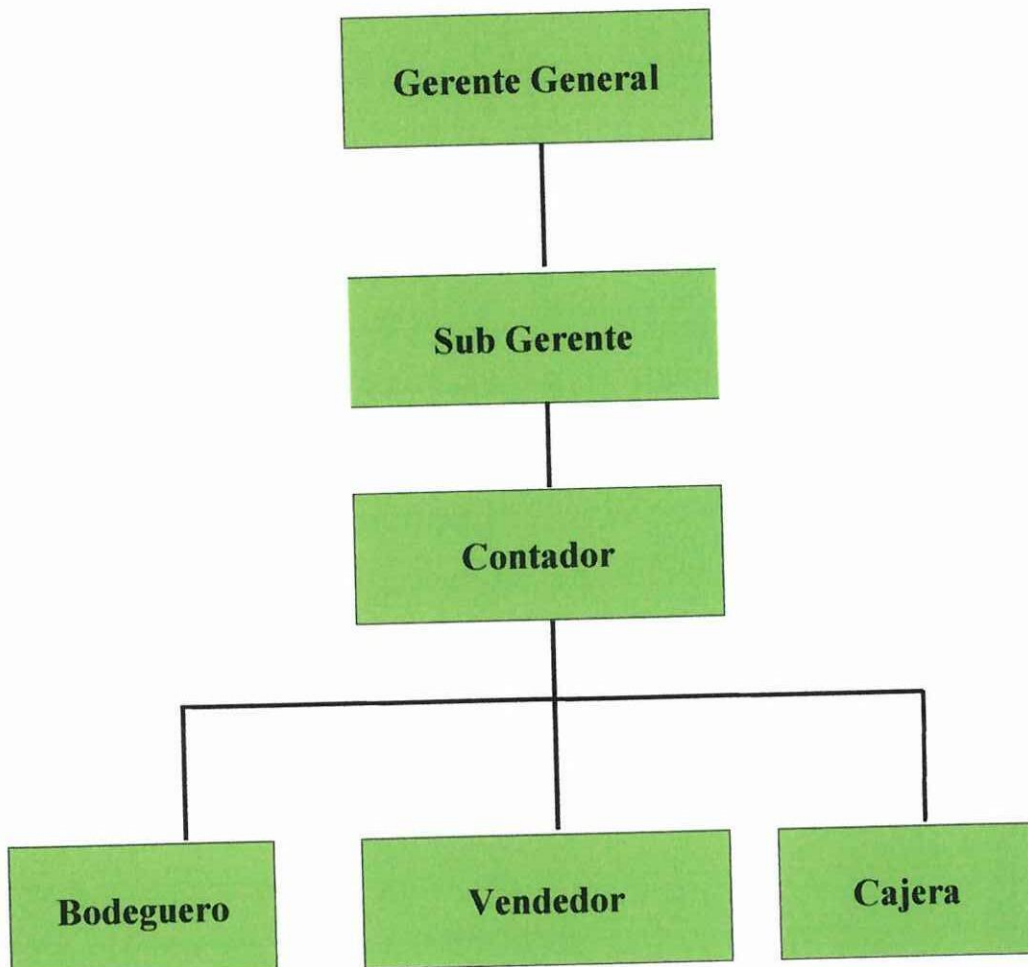 Gerente General
Sub Gerente
Contador
Bodeguero
Vendedor
Cajera